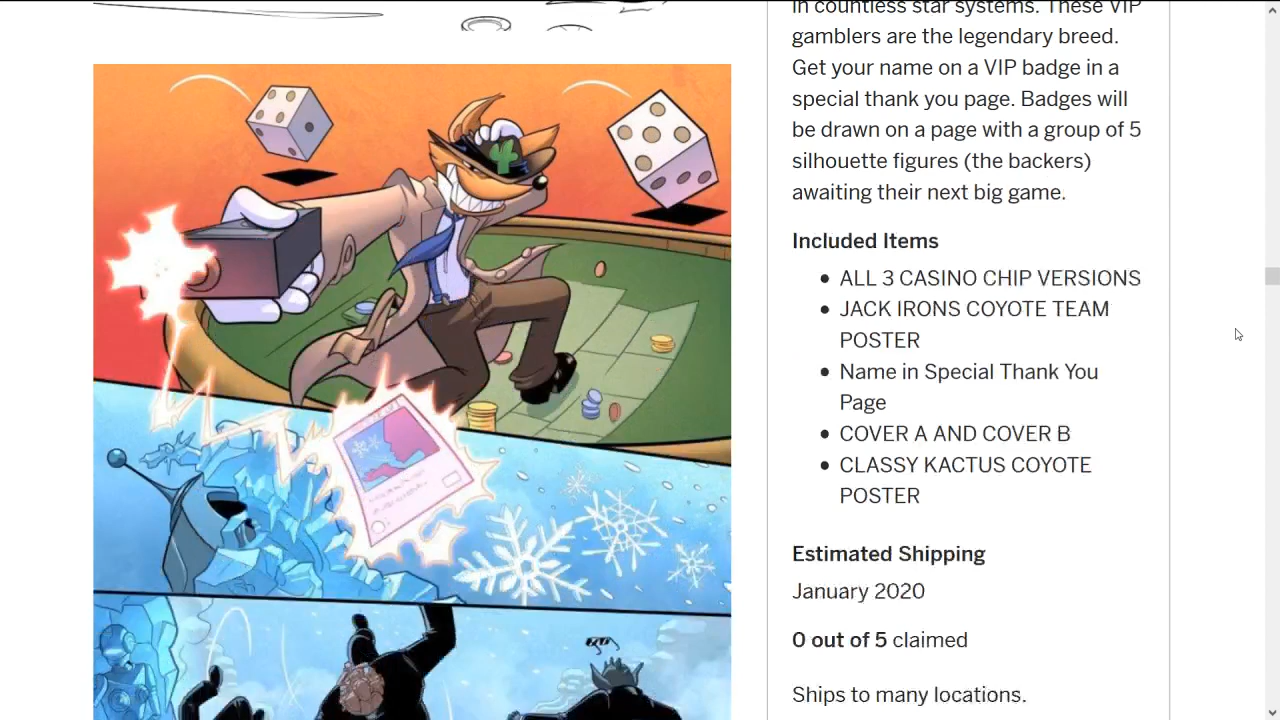 in countless star systems. These VIP
gamblers are the legendary breed.
Get your name on a VIP badge in a
special thank you page. Badges will
be drawn on a page with a group of 5
silhouette figures (the backers)
awaiting their next big game.
Included Items
ALL 3 CASINO CHIP VERSIONS
JACK IRONS COYOTE TEAM
POSTER
Name in Special Thank You
Page
COVER A AND COVER B
CLASSY KACTUS COYOTE
POSTER
Estimated Shipping
January 2020
0 out of 5 claimed
Ships to many locations.